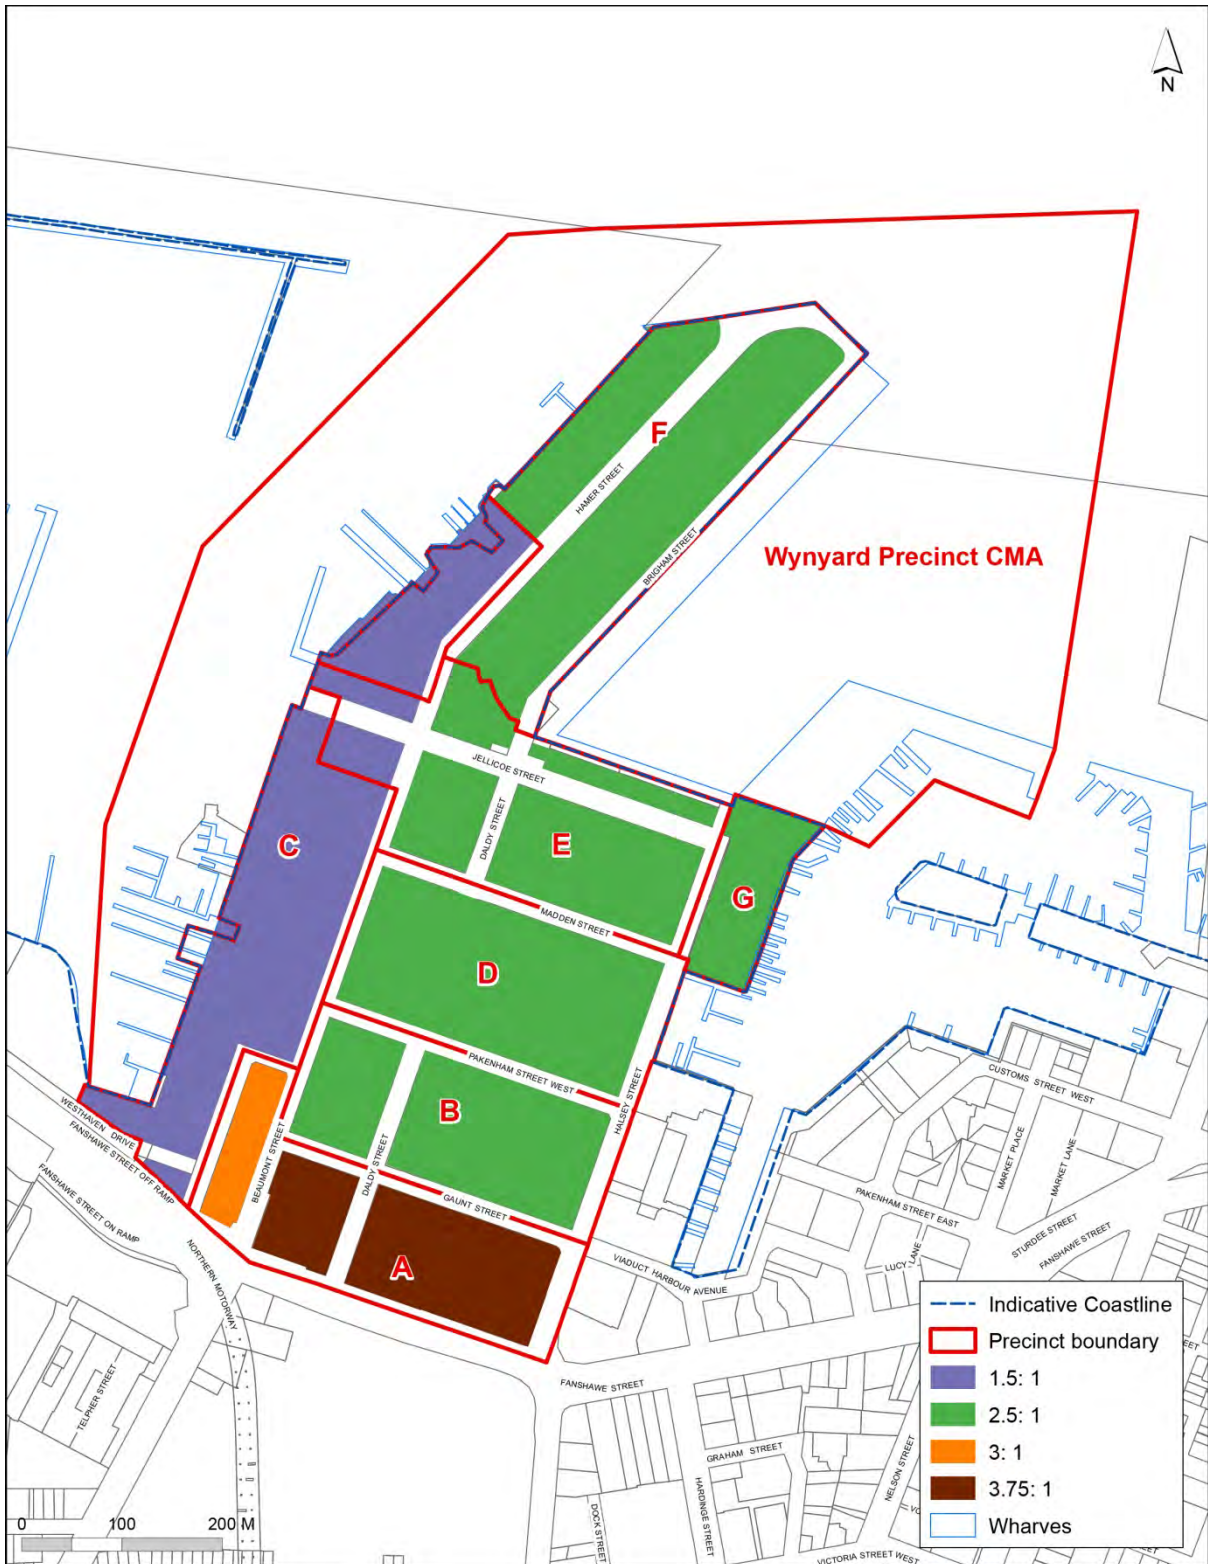 N
F
HAMER STREET
BRIGHAM STREET
Wynyard Precinct CMA
JELLICOE STREET
DALDY STREET
C
E
G
MADDEN STREET
D
PAKENHAM STREET WEST
HALSEY STREET
B
DALDY STREET
BEAUMONT STREET
GAUNT STREET
A
WESTHAVEN DRIVE
FANSHAWE STREET OFF RAMP
FANSHAWE STREET ON RAMP
NORTHERN MOTORWAY
TELPHER STREET
CUSTOMS STREET WEST
MARKET PLACE
MARKET LANE
PAKENHAM STREET EAST
STURDEE STREET
FANSHAWE STREET
LUCY LANE
VIADUCT HARBOUR AVENUE
FANSHAWE STREET
GRAHAM STREET
HARDINGE STREET
DOCK STREET
NELSON STREET
VICTORIA STREET WEST
Indicative Coastline
Precinct boundary
1.5: 1
2.5: 1
3: 1
3.75: 1
Wharves
0 100 200 M